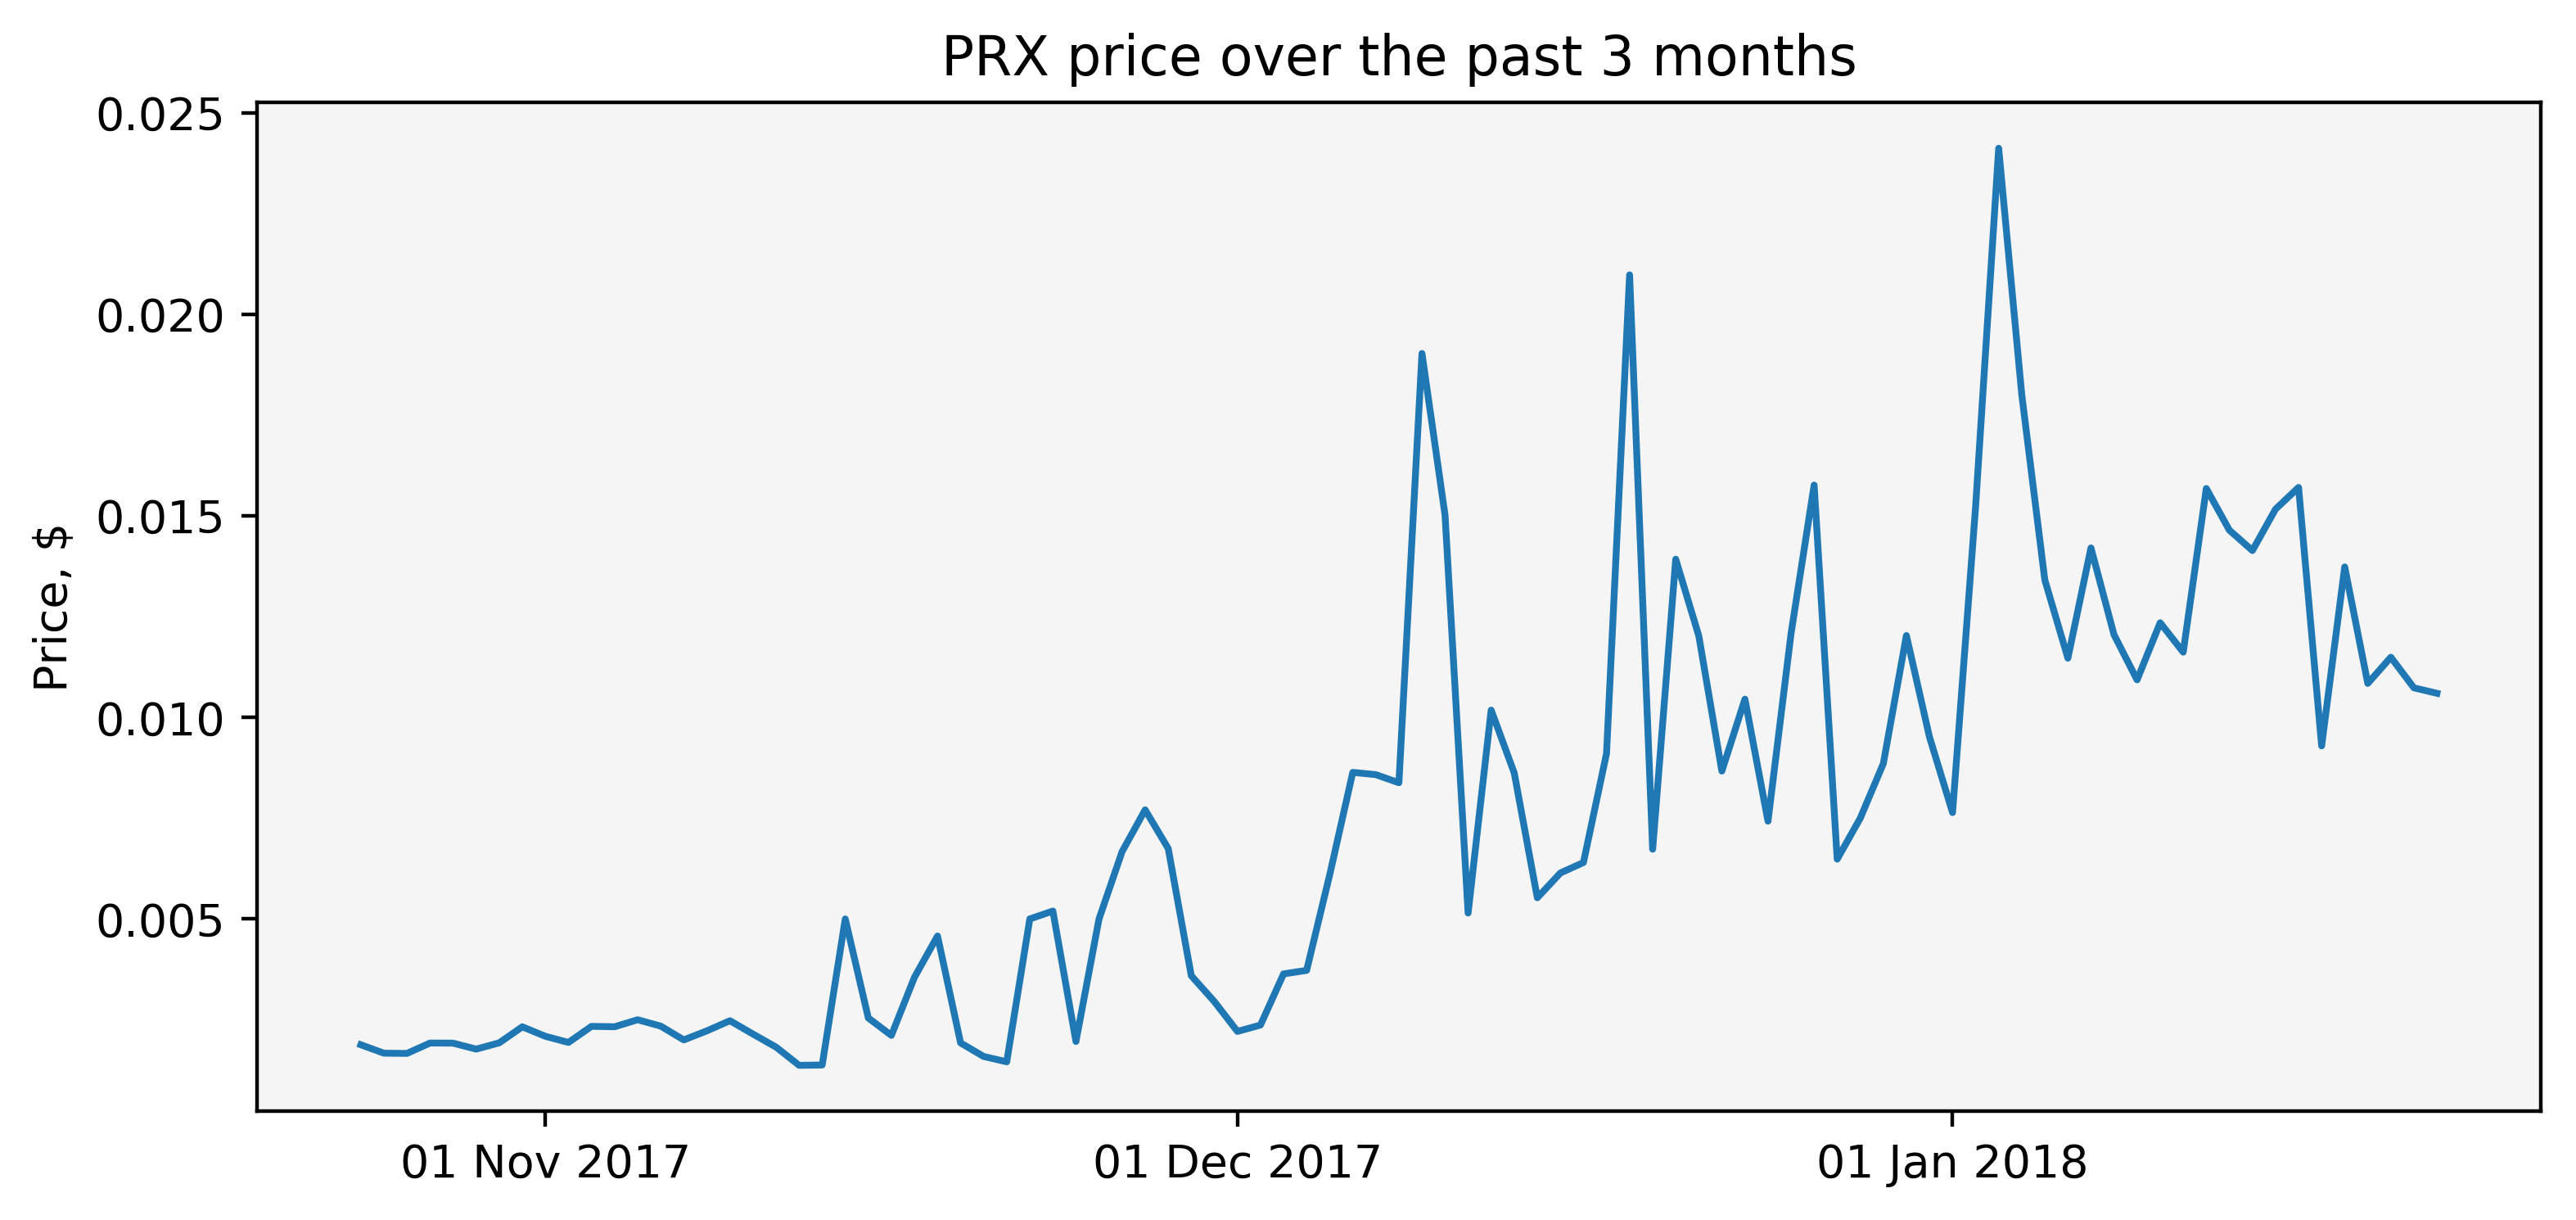 PRX price over the past 3 months
0.025
0.020
0.015
0.010
0.005
Price, $
01 Nov 2017
01 Dec 2017
01 Jan 2018